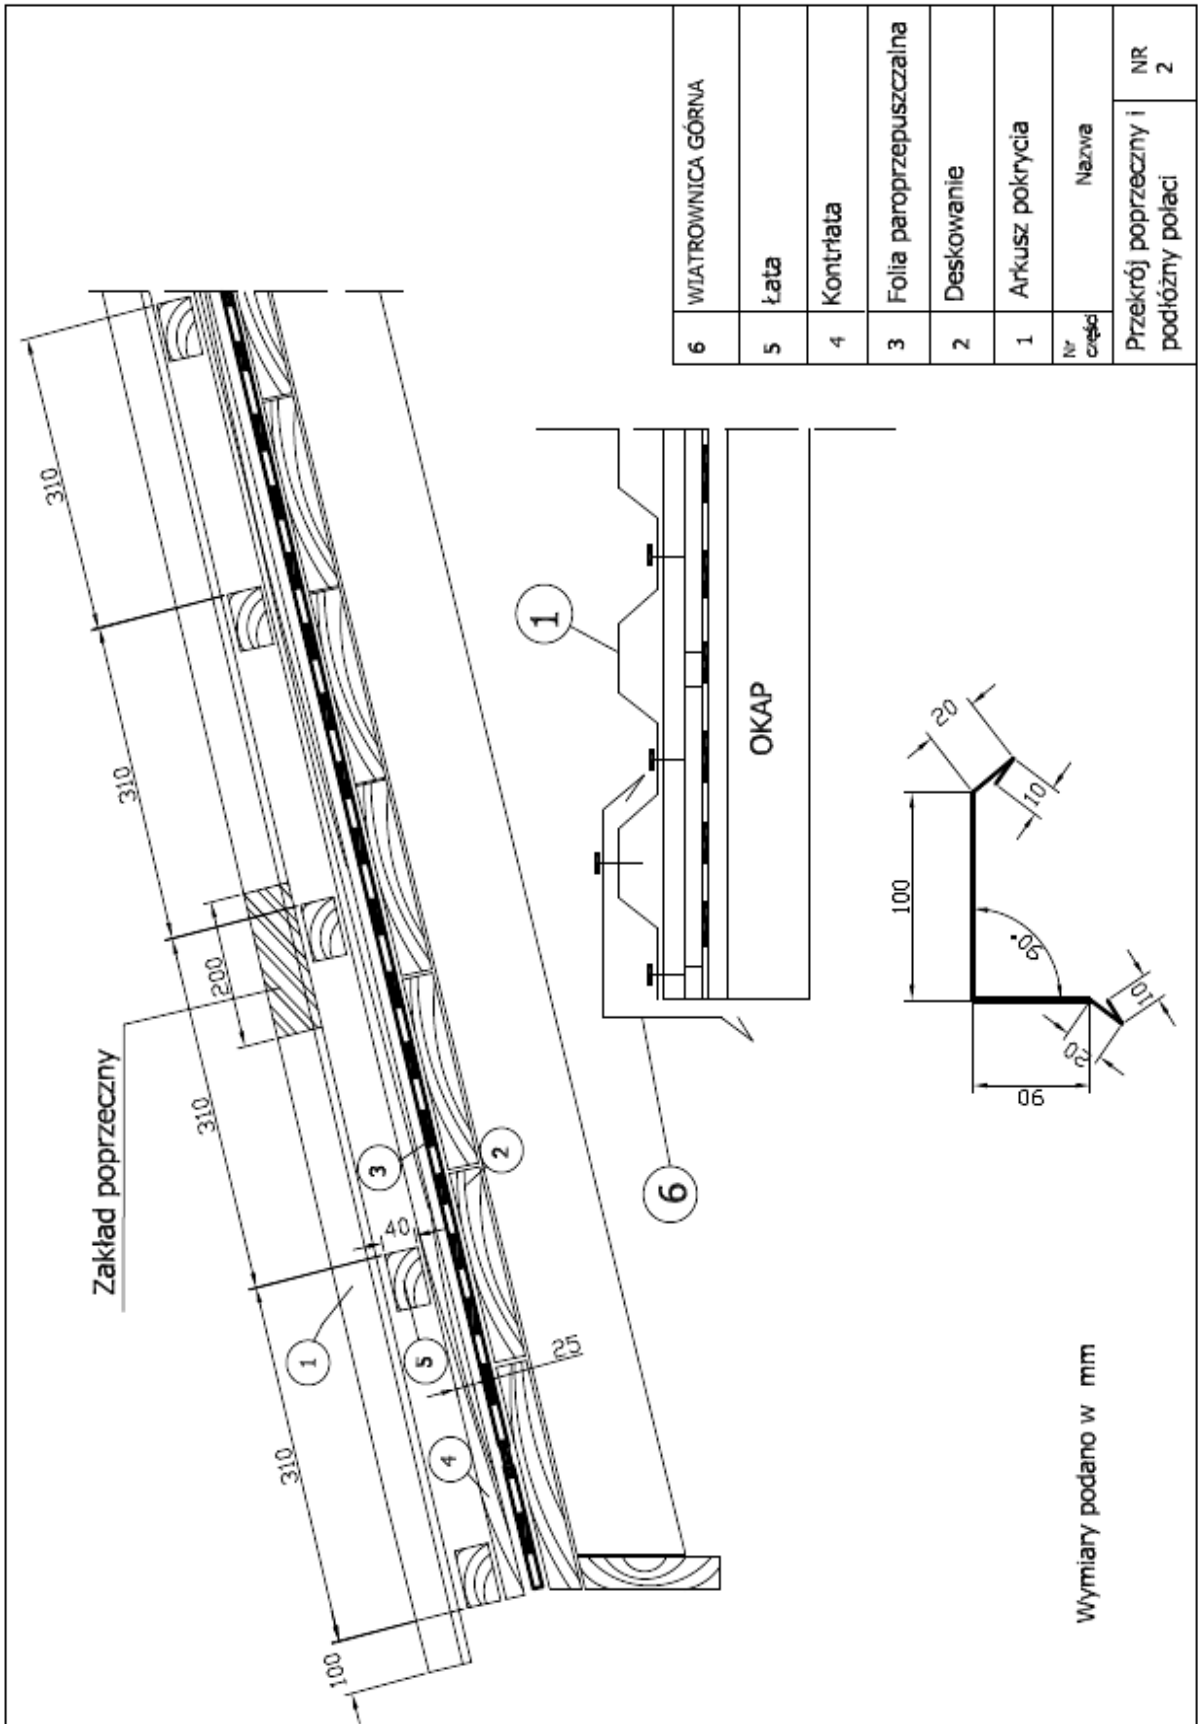 Zakład poprzeczny
100
310
310
310
310
310
200
40
25
1
5
4
3
2
6
1
OKAP
100
90°
90
20
10
20
10
Wymiary podano w mm
6 WIATROWNICA GÓRNA
5 Łata
4 Kontrłata
3 Folia paroprzepuszczalna
2 Deskowanie
1 Arkusz pokrycia
Nr
części
Nazwa
Przekrój poprzeczny i
podłóżny połaci
NR
2